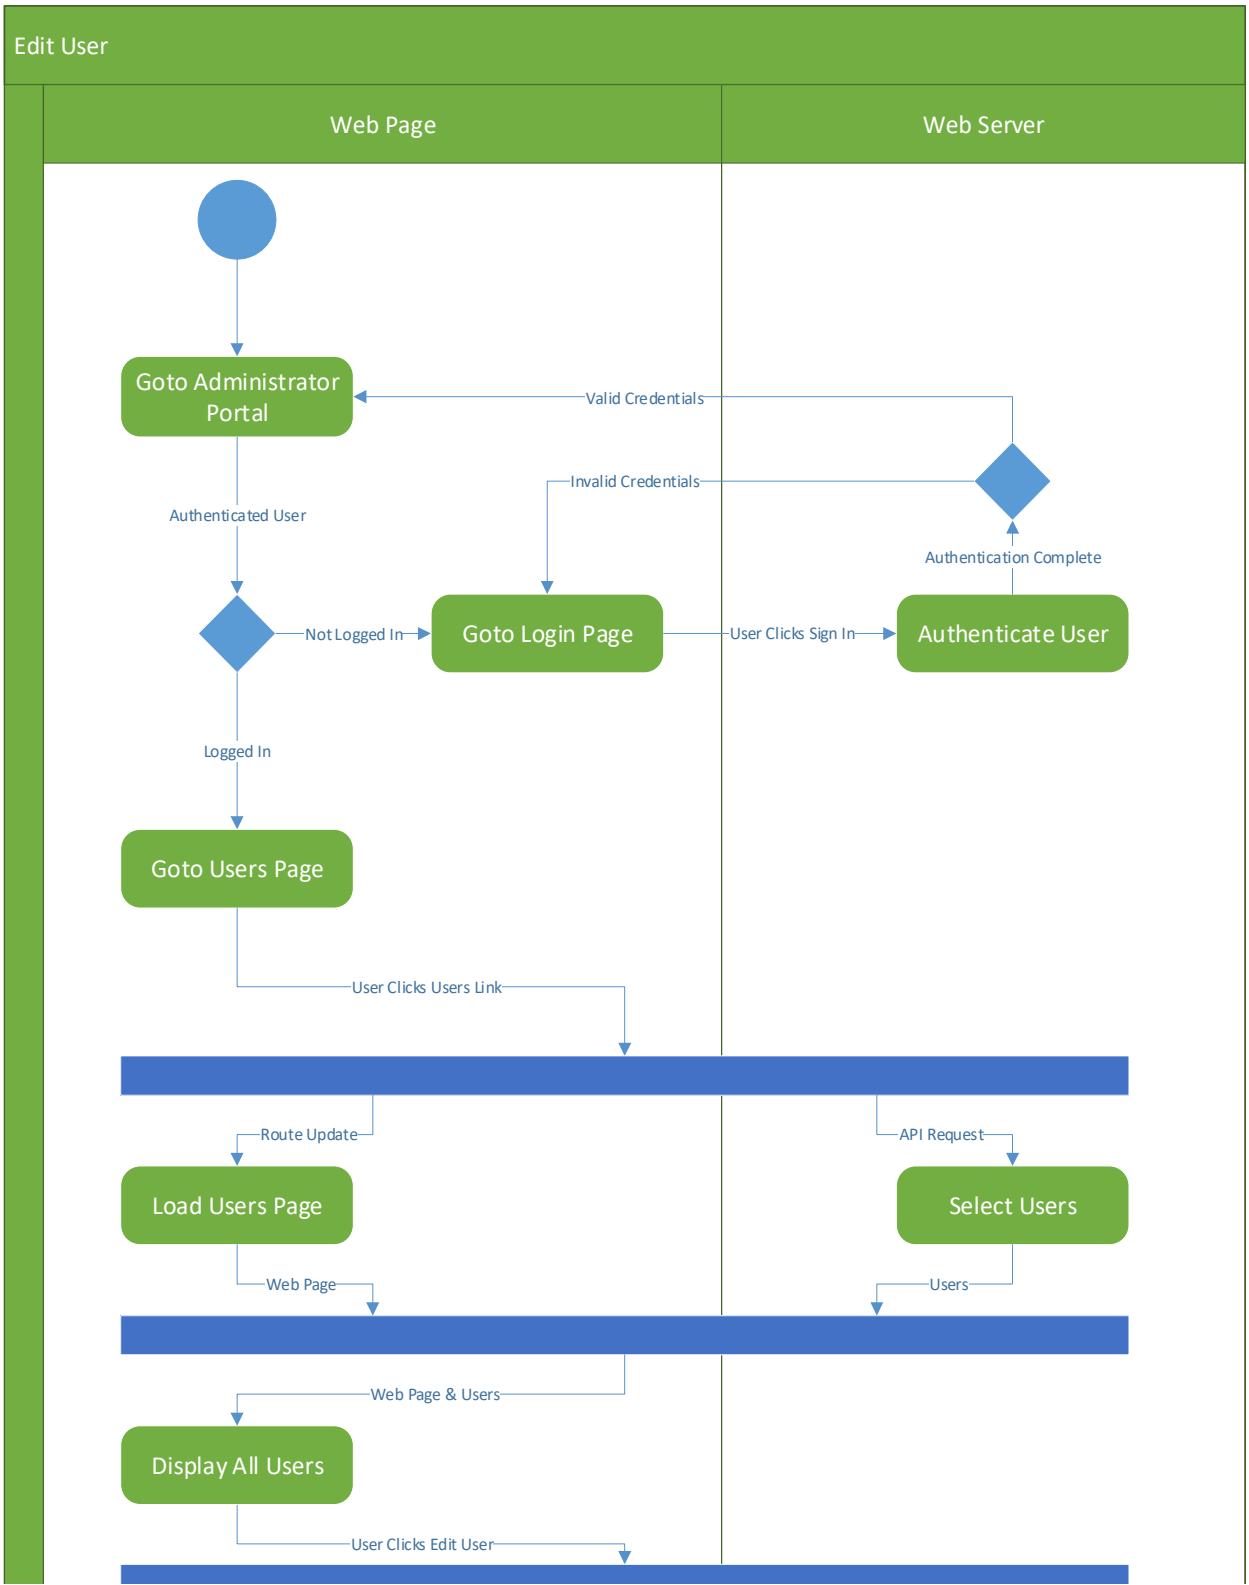 Edit User
Web Page
Web Server
Goto Administrator
Portal
Valid Credentials
Invalid Credentials
Authenticated User
Authentication Complete
Not Logged In
Goto Login Page
User Clicks Sign In
Authenticate User
Logged In
Goto Users Page
User Clicks Users Link
Route Update
API Request
Load Users Page
Select Users
Web Page
Users
Web Page & Users
Display All Users
User Clicks Edit User